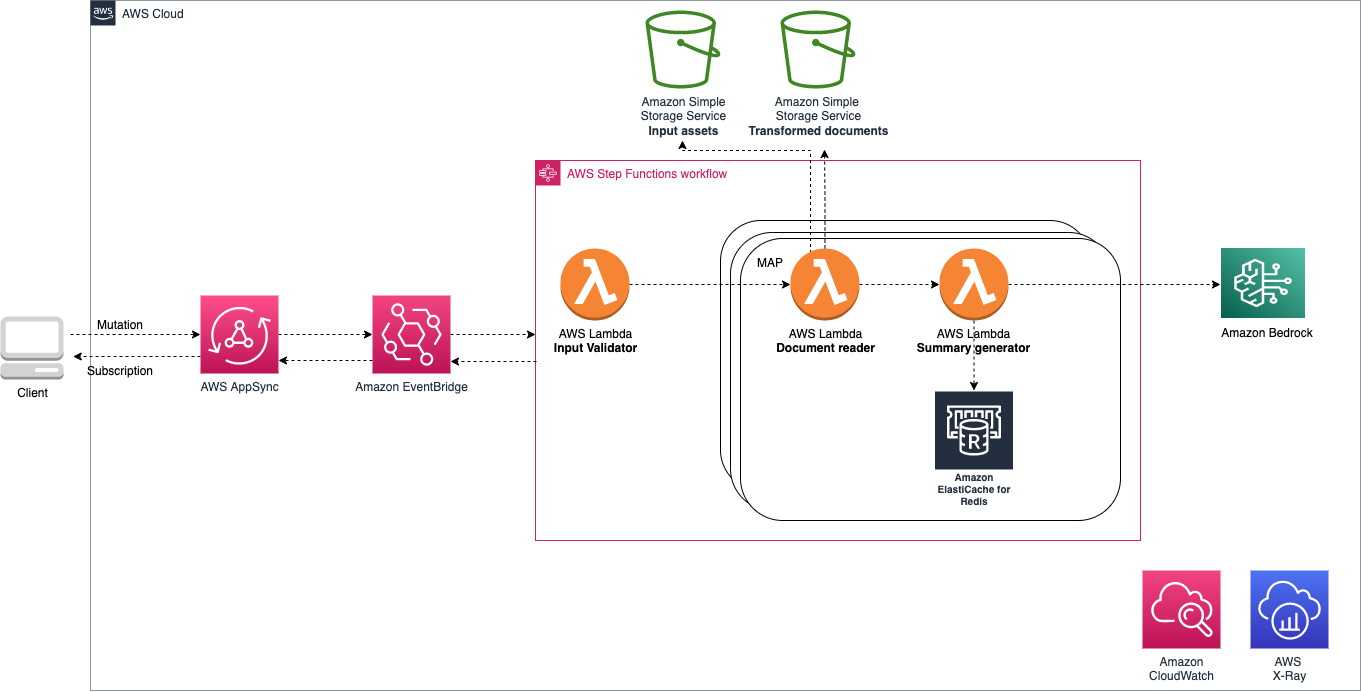 aws
AWS Cloud
Amazon Simple
Storage Service
Input assets
Amazon Simple
Storage Service
Transformed documents
AWS Step Functions workflow
MAP
AWS Lambda
Input Validator
AWS Lambda
Document reader
AWS Lambda
Summary generator
Amazon Bedrock
Mutation
Subscription
Client
AWS AppSync
Amazon EventBridge
R
Amazon
ElastiCache for
Redis
Amazon
CloudWatch
AWS
X-Ray